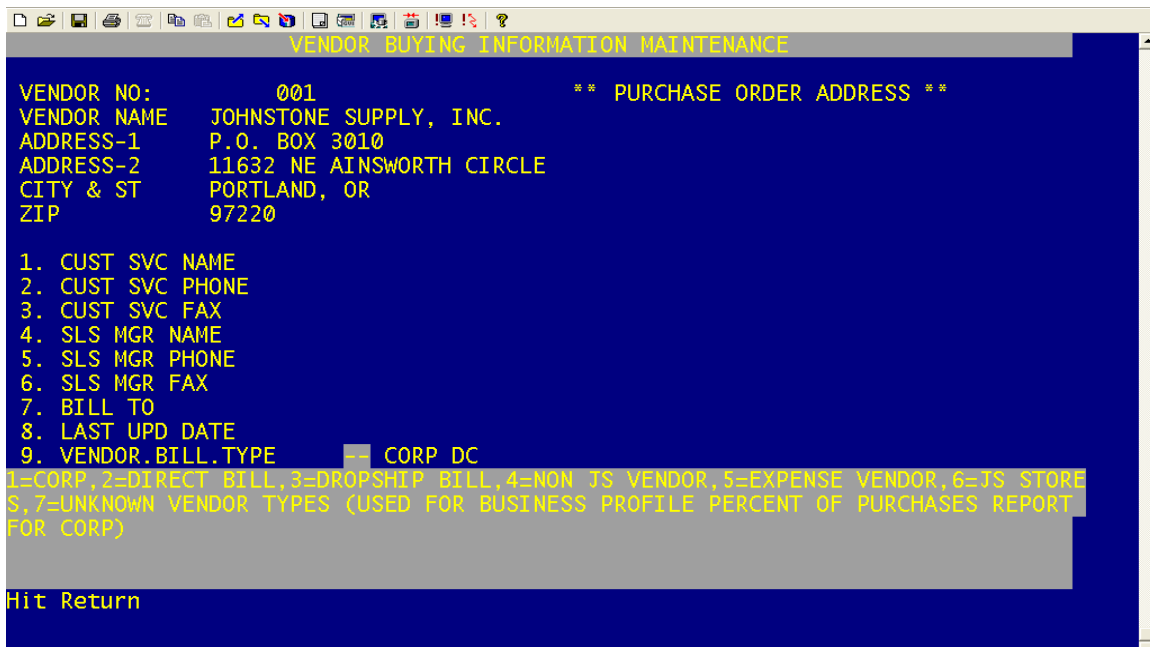 VENDOR BUYING INFORMATION MAINTENANCE
VENDOR NO: 001 ** PURCHASE ORDER ADDRESS **
VENDOR NAME JOHNSTONE SUPPLY, INC.
ADDRESS-1 P.O. BOX 3010
ADDRESS-2 11632 NE AINSWORTH CIRCLE
CITY & ST PORTLAND, OR
ZIP 97220
1. CUST SVC NAME
2. CUST SVC PHONE
3. CUST SVC FAX
4. SLS MGR NAME
5. SLS MGR PHONE
6. SLS MGR FAX
7. BILL TO
8. LAST UPD DATE
9. VENDOR.BILL.TYPE -- CORP DC
1=CORP,2=DIRECT BILL,3=DROPSHIP BILL,4=NON JS VENDOR,5=EXPENSE VENDOR,6=JS STORE
S,7=UNKNOWN VENDOR TYPES (USED FOR BUSINESS PROFILE PERCENT OF PURCHASES REPORT
FOR CORP)
Hit Return